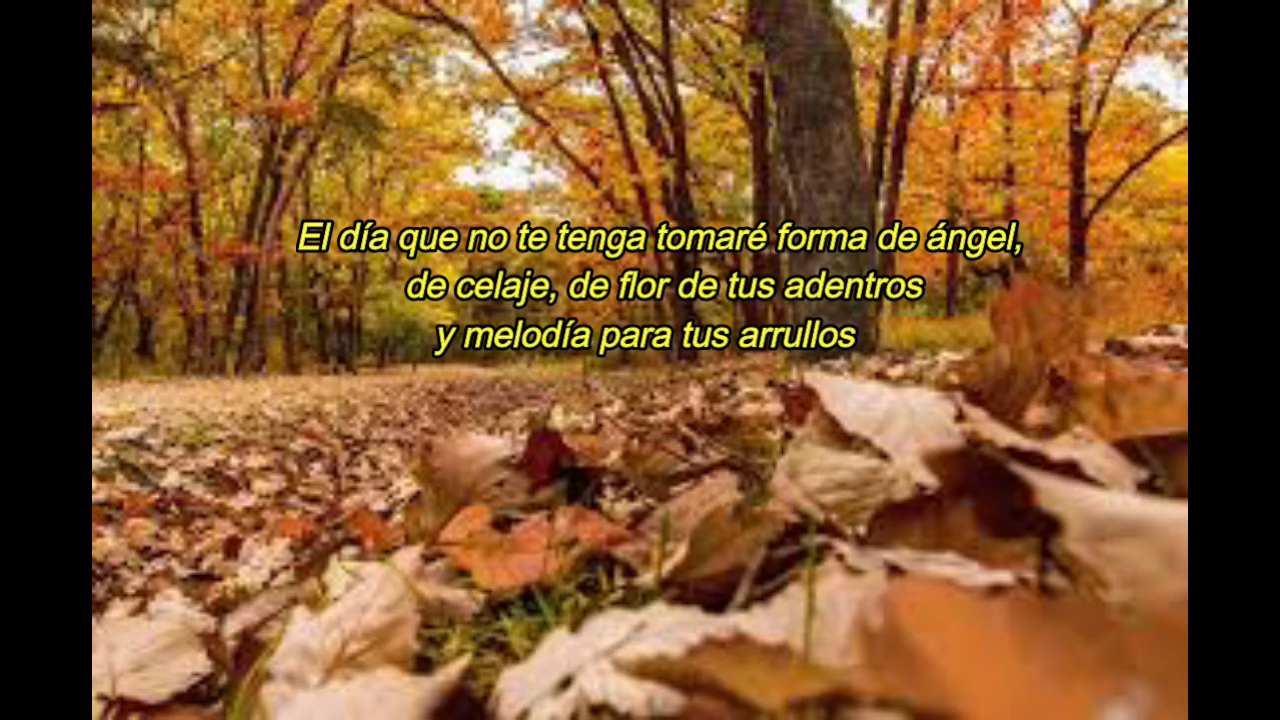 El día que no te tenga tomaré forma de ángel,
de celaje, de flor de tus adentros
y melodía para tus arrullos